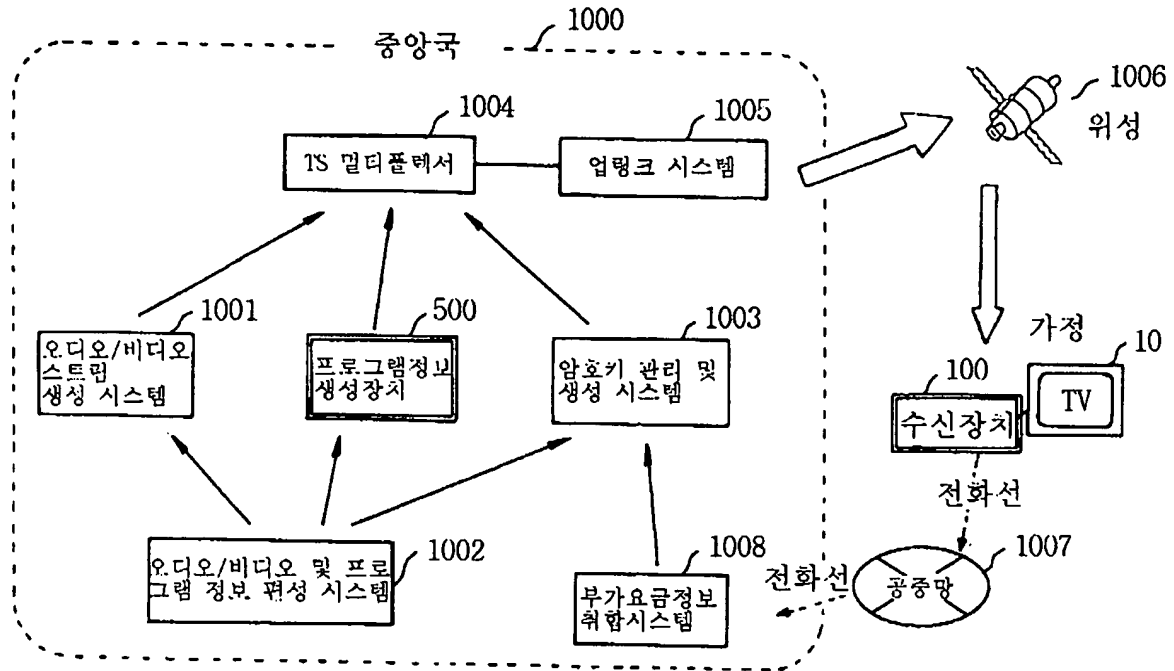 1000
중앙국
1004
TS 멀티플렉서
1005
업링크 시스템
1006
위성
1001
오디오/비디오
스트림
생성 시스템
500
프로그램정보
생성장치
1003
암호키 관리 및
생성 시스템
가정
10
TV
100
수신장치
전화선
1002
오디오/비디오 및 프로
그램 정보 편성 시스템
1008
부가요금정보
취합시스템
전화선
1007
공중망